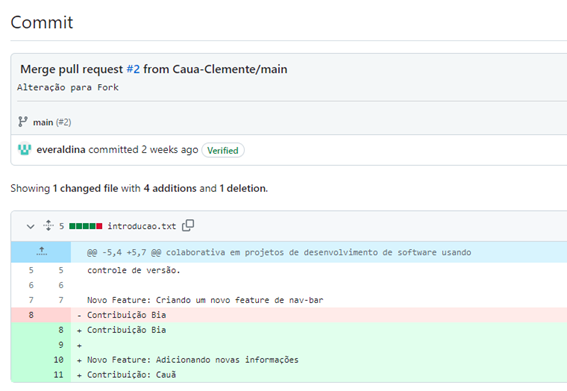 Commit
Merge pull request #2 from Caua-Clemente/main
Alteração para Fork
main (#2)
everaldina committed 2 weeks ago Verified
Showing 1 changed file with 4 additions and 1 deletion.
5 introducao.txt
@@ -5,4 +5,7 @@ colaborativa em projetos de desenvolvimento de software usando
5 5 controle de versão.
6 6
7 7 Novo Feature: Criando um novo feature de nav-bar
8 - Contribuição Bia
8 + Contribuição Bia
9 +
10 + Novo Feature: Adicionando novas informações
11 + Contribuição: Cauã